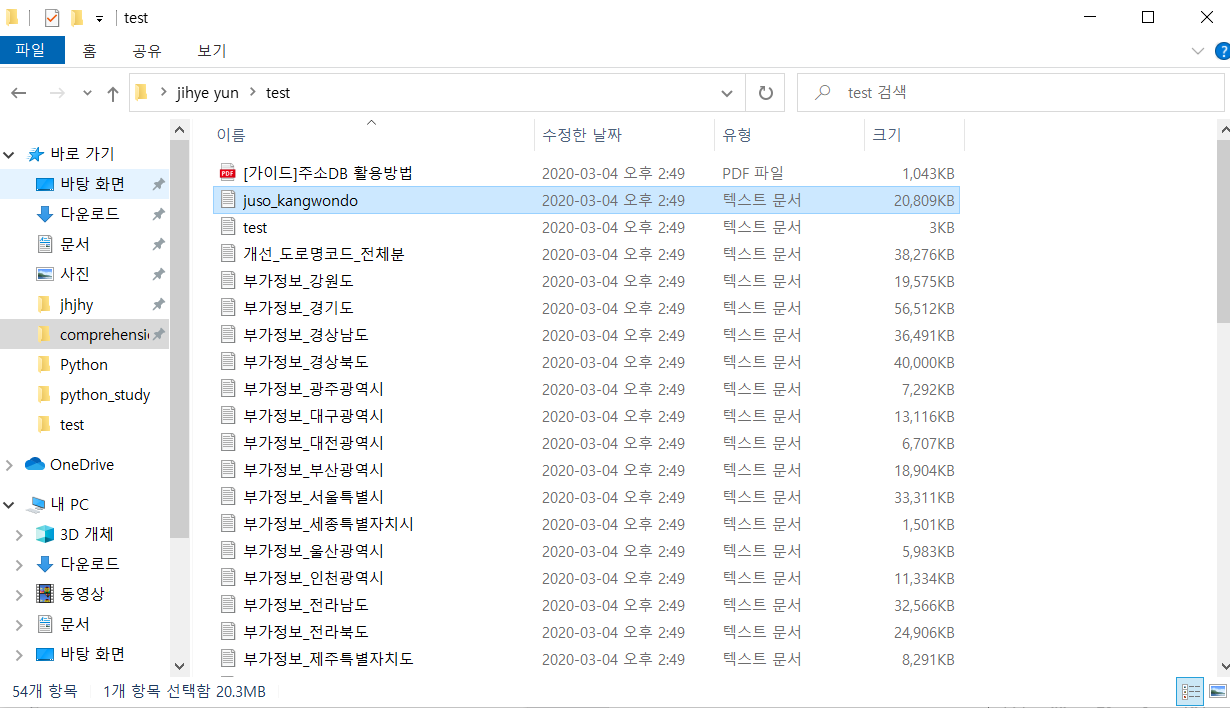 test
파일 홈 공유 보기
jihye yun test
test 검색
바로 가기
바탕 화면
다운로드
문서
사진
jhjhy
comprehensi
Python
python_study
test
OneDrive
내 PC
3D 개체
다운로드
동영상
문서
바탕 화면
이름 수정한 날짜 유형 크기
[가이드]주소DB 활용방법 2020-03-04 오후 2:49 PDF 파일 1,043KB
juso_kangwondo 2020-03-04 오후 2:49 텍스트 문서 20,809KB
test 2020-03-04 오후 2:49 텍스트 문서 3KB
개선_도로명코드_전체분 2020-03-04 오후 2:49 텍스트 문서 38,276KB
부가정보_강원도 2020-03-04 오후 2:49 텍스트 문서 19,575KB
부가정보_경기도 2020-03-04 오후 2:49 텍스트 문서 56,512KB
부가정보_경상남도 2020-03-04 오후 2:49 텍스트 문서 36,491KB
부가정보_경상북도 2020-03-04 오후 2:49 텍스트 문서 40,000KB
부가정보_광주광역시 2020-03-04 오후 2:49 텍스트 문서 7,292KB
부가정보_대구광역시 2020-03-04 오후 2:49 텍스트 문서 13,116KB
부가정보_대전광역시 2020-03-04 오후 2:49 텍스트 문서 6,707KB
부가정보_부산광역시 2020-03-04 오후 2:49 텍스트 문서 18,904KB
부가정보_서울특별시 2020-03-04 오후 2:49 텍스트 문서 33,311KB
부가정보_세종특별자치시 2020-03-04 오후 2:49 텍스트 문서 1,501KB
부가정보_울산광역시 2020-03-04 오후 2:49 텍스트 문서 5,983KB
부가정보_인천광역시 2020-03-04 오후 2:49 텍스트 문서 11,334KB
부가정보_전라남도 2020-03-04 오후 2:49 텍스트 문서 32,566KB
부가정보_전라북도 2020-03-04 오후 2:49 텍스트 문서 24,906KB
부가정보_제주특별자치도 2020-03-04 오후 2:49 텍스트 문서 8,291KB
54개 항목 1개 항목 선택함 20.3MB